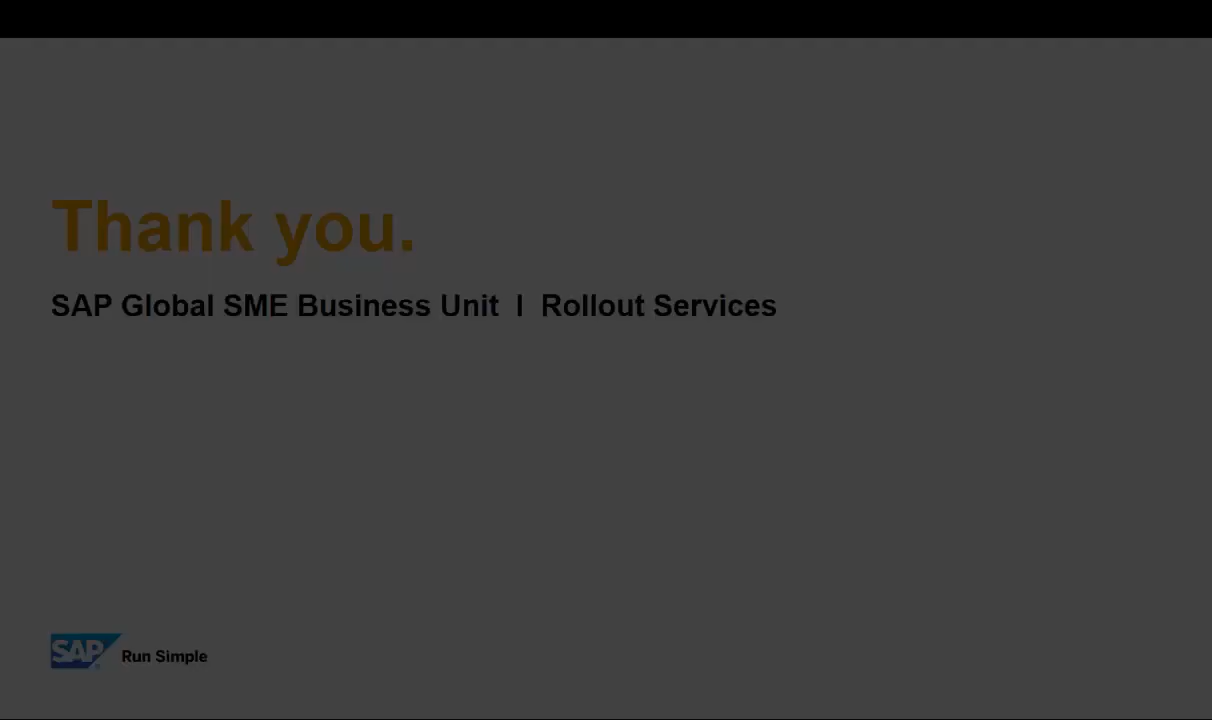 Thank you.
SAP Global SME Business Unit I Rollout Services
SAP Run Simple